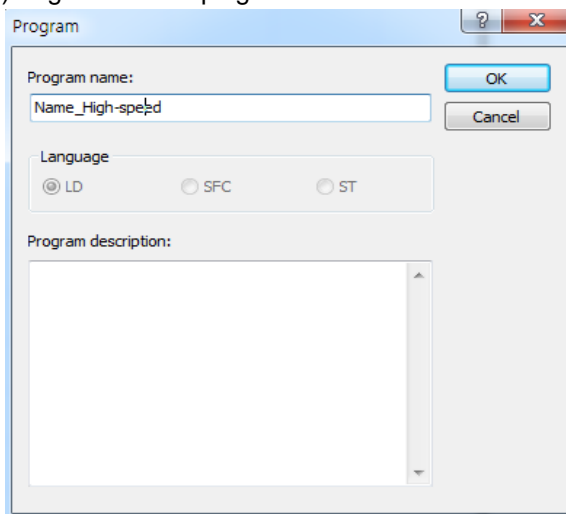 Program
Program name:
OK
Name_High-speed
Cancel
Language
LD SFC ST
Program description: